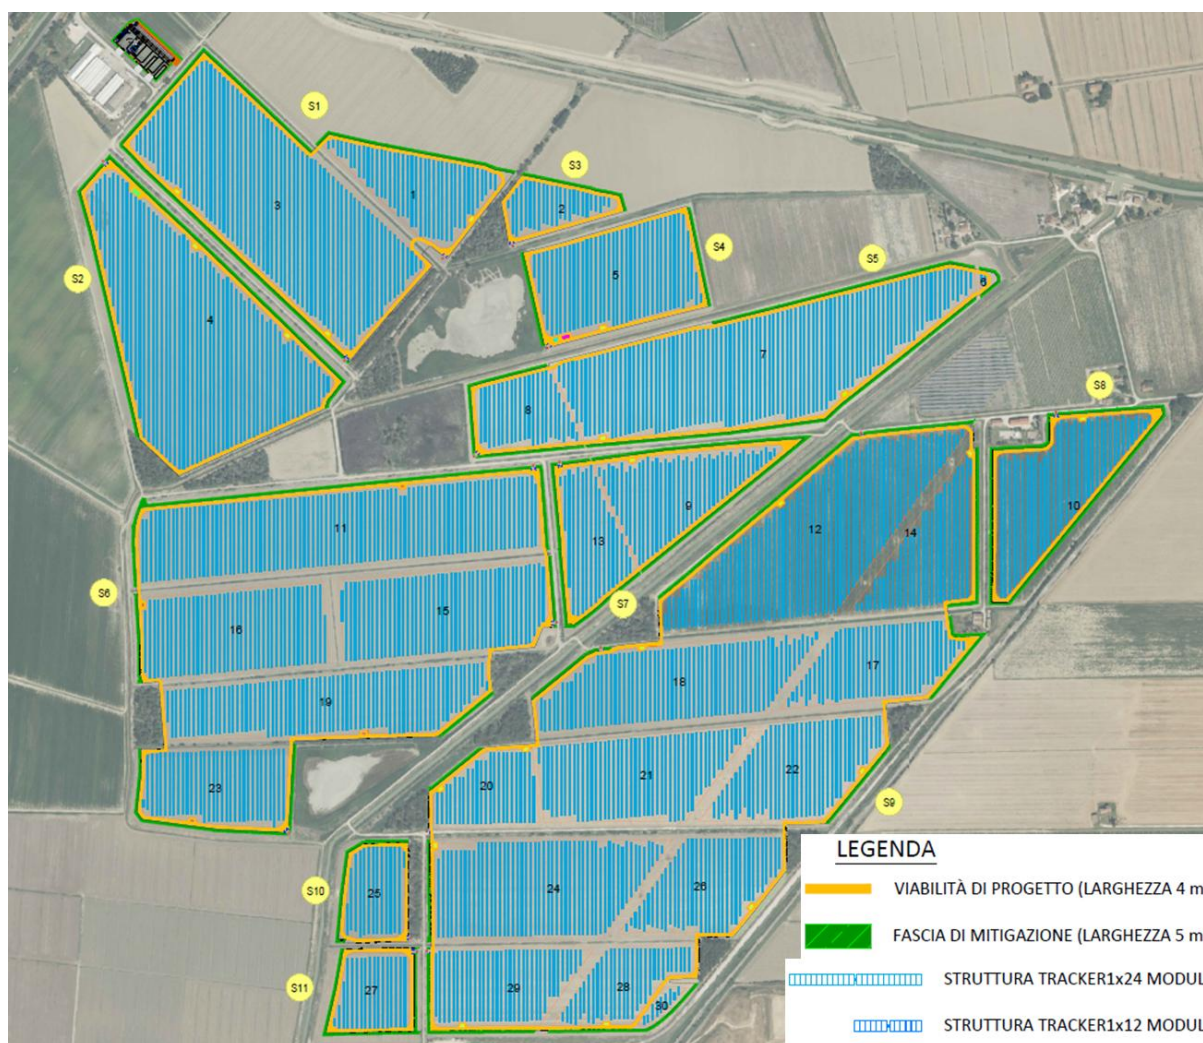 S1
S3
3
1
2
S4
S2
S5
5
6
4
7
8
S8
11
13
9
12
14
10
S6
S7
16
15
19
18
17
23
20
21
22
S9
LEGENDA
S10
25
24
26
VIABILITÀ DI PROGETTO (LARGHEZZA 4 m
FASCIA DI MITIGAZIONE (LARGHEZZA 5 m
S11
27
29
28
30
STRUTTURA TRACKER1x24 MODUL
STRUTTURA TRACKER1x12 MODUL